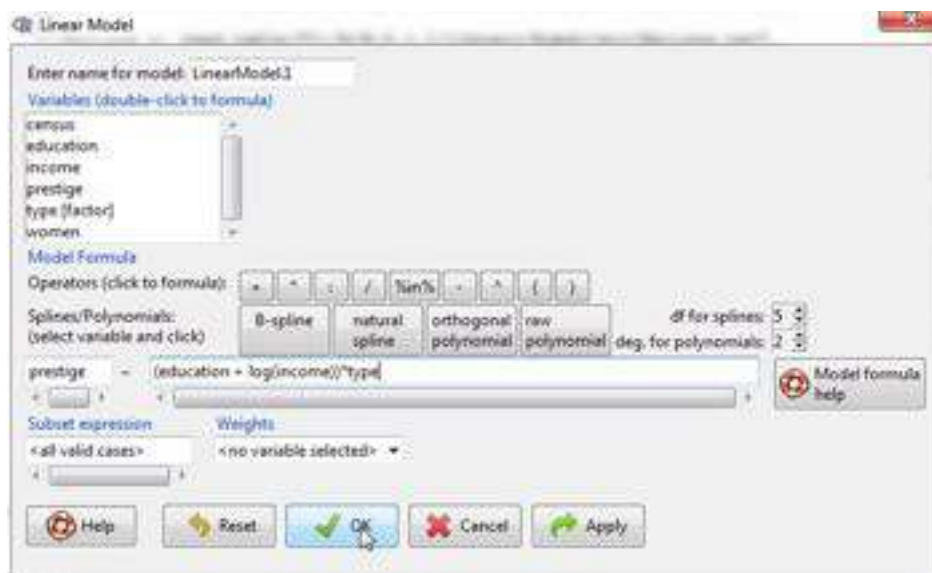 Linear Model
Enter name for model: LinearModel.1
Variables (double-click to formula)
census
education
income
prestige
type [factor]
women
Model Formula
Operators (click to formula): + * : / %in% - ^ ( )
Splines/Polynomials:
(select variable and click)
B-spline
natural
spline
orthogonal
polynomial
raw
polynomial
df for splines: 5
deg. for polynomials: 2
prestige ~ (education + log(income))*type
Model formula
help
Subset expression Weights
<all valid cases> <no variable selected>
Help Reset OK Cancel Apply